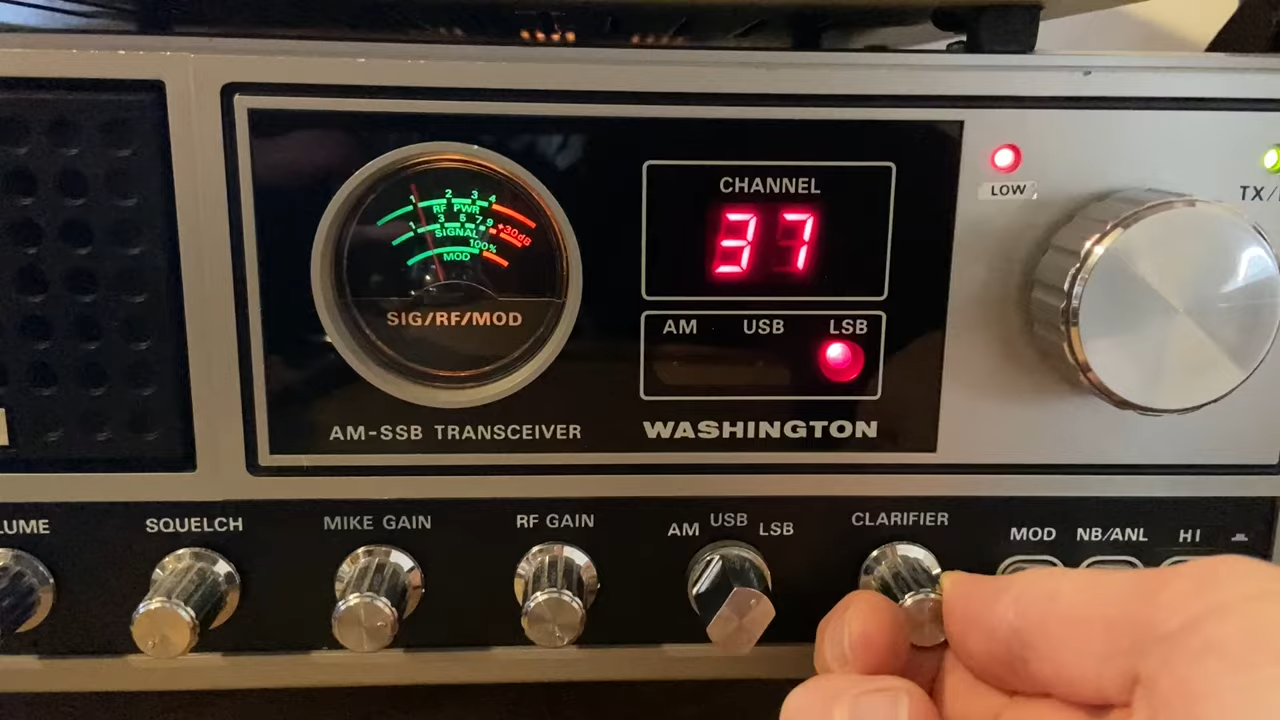 CHANNEL
37
LOW
TX/
1 2 3 4
RF PWR
1 3 5 7 9 +30dB
SIGNAL
100%
MOD
SIG/RF/MOD
AM USB LSB
AM-SSB TRANSCEIVER
WASHINGTON
SQUELCH
MIKE GAIN
RF GAIN
AM USB LSB
CLARIFIER
MOD
NB/ANL
HI